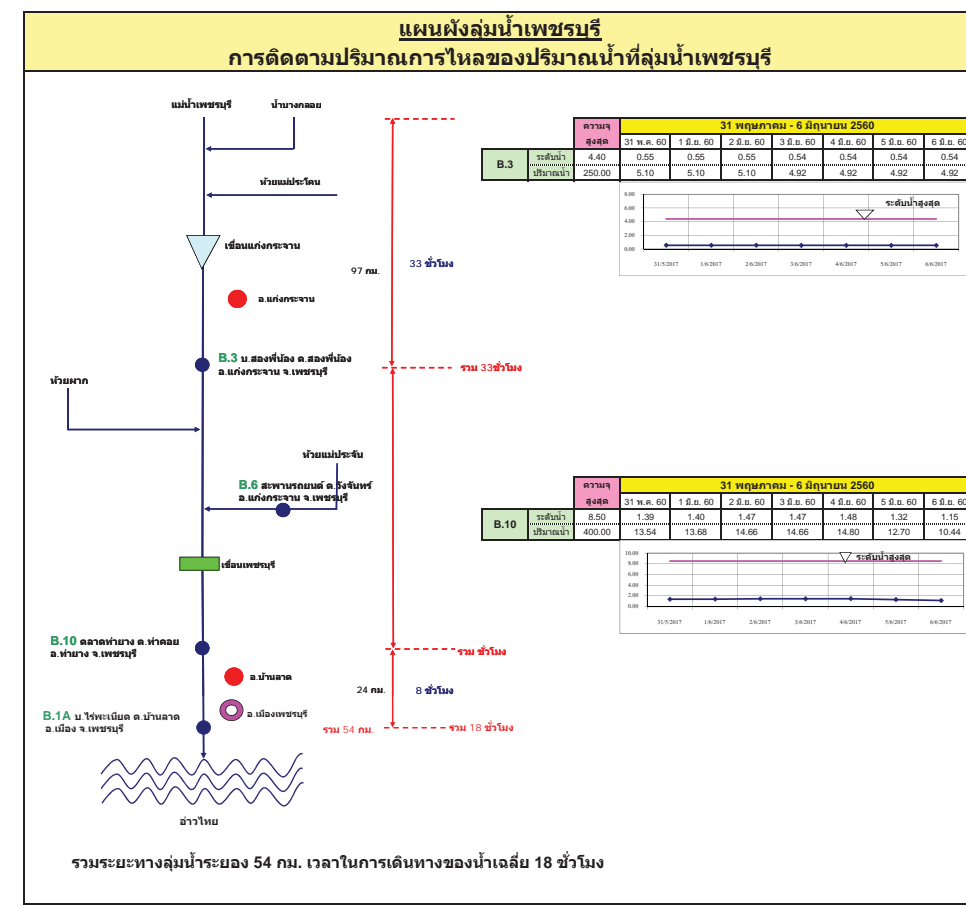 แผนผังลุ่มน้ำเพชรบุรี
การติดตามปริมาณการไหลของปริมาณน้ำที่ลุ่มน้ำเพชรบุรี
แม่น้ำเพชรบุรี
น้ำบางกลอย
ห้วยแม่ประโดน
เขื่อนแก่งกระจาน
อ.แก่งกระจาน
97 กม.
33 ชั่วโมง
B.3 บ.สองพี่น้อง ต.สองพี่น้อง
อ.แก่งกระจาน จ.เพชรบุรี
รวม 33ชั่วโมง
ห้วยผาก
ห้วยแม่ประจัน
B.6 สะพานรถยนต์ ต.วังจันทร์
อ.แก่งกระจาน จ.เพชรบุรี
เขื่อนเพชรบุรี
B.10 ตลาดท่ายาง ต.ท่าคอย
อ.ท่ายาง จ.เพชรบุรี
รวม ชั่วโมง
อ.บ้านลาด
24 กม.
8 ชั่วโมง
อ.เมืองเพชรบุรี
B.1A บ.ไร่พะเนียด ต.บ้านลาด
อ.เมือง จ.เพชรบุรี
รวม 54 กม.
รวม 18 ชั่วโมง
อ่าวไทย
รวมระยะทางลุ่มน้ำระยอง 54 กม. เวลาในการเดินทางของน้ำเฉลี่ย 18 ชั่วโมง
ความจุ 31 พฤษภาคม - 6 มิถุนายน 2560
สูงสุด 31 พ.ค. 60 1 มิ.ย. 60 2 มิ.ย. 60 3 มิ.ย. 60 4 มิ.ย. 60 5 มิ.ย. 60 6 มิ.ย. 60
B.3
ระดับน้ำ 4.40 0.55 0.55 0.55 0.54 0.54 0.54 0.54
ปริมาณน้ำ 250.00 5.10 5.10 5.10 4.92 4.92 4.92 4.92
8.00
6.00
4.00
2.00
0.00
ระดับน้ำสูงสุด
31/5/2017 1/6/2017 2/6/2017 3/6/2017 4/6/2017 5/6/2017 6/6/2017
ความจุ 31 พฤษภาคม - 6 มิถุนายน 2560
สูงสุด 31 พ.ค. 60 1 มิ.ย. 60 2 มิ.ย. 60 3 มิ.ย. 60 4 มิ.ย. 60 5 มิ.ย. 60 6 มิ.ย. 60
B.10
ระดับน้ำ 8.50 1.39 1.40 1.47 1.47 1.48 1.32 1.15
ปริมาณน้ำ 400.00 13.54 13.68 14.66 14.66 14.80 12.70 10.44
10.00
8.00
6.00
4.00
2.00
0.00
ระดับน้ำสูงสุด
31/5/2017 1/6/2017 2/6/2017 3/6/2017 4/6/2017 5/6/2017 6/6/2017